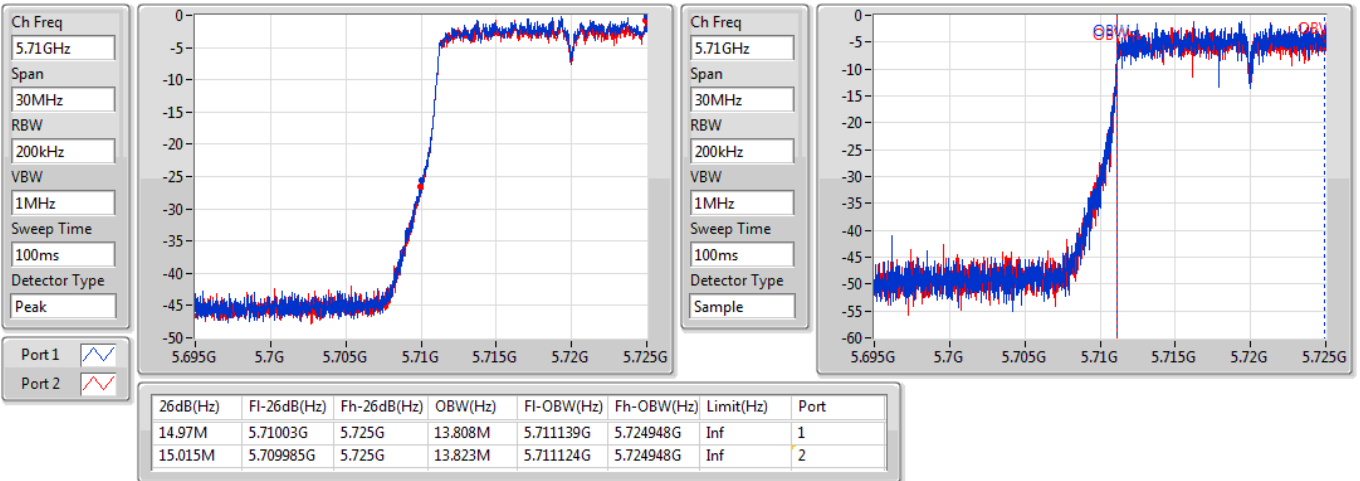 Ch Freq
5.71GHz
Span
30MHz
RBW
200kHz
VBW
1MHz
Sweep Time
100ms
Detector Type
Peak
Port 1
Port 2
0
-5
-10
-15
-20
-25
-30
-35
-40
-45
-50
5.695G 5.7G 5.705G 5.71G 5.715G 5.72G 5.725G
Ch Freq
5.71GHz
Span
30MHz
RBW
200kHz
VBW
1MHz
Sweep Time
100ms
Detector Type
Sample
0
-5
-10
-15
-20
-25
-30
-35
-40
-45
-50
-55
-60
OBW OBW
5.695G 5.7G 5.705G 5.71G 5.715G 5.72G 5.725G
26dB(Hz) Fl-26dB(Hz) Fh-26dB(Hz) OBW(Hz) Fl-OBW(Hz) Fh-OBW(Hz) Limit(Hz) Port
14.97M 5.71003G 5.725G 13.808M 5.711139G 5.724948G Inf 1
15.015M 5.709985G 5.725G 13.823M 5.711124G 5.724948G Inf 2